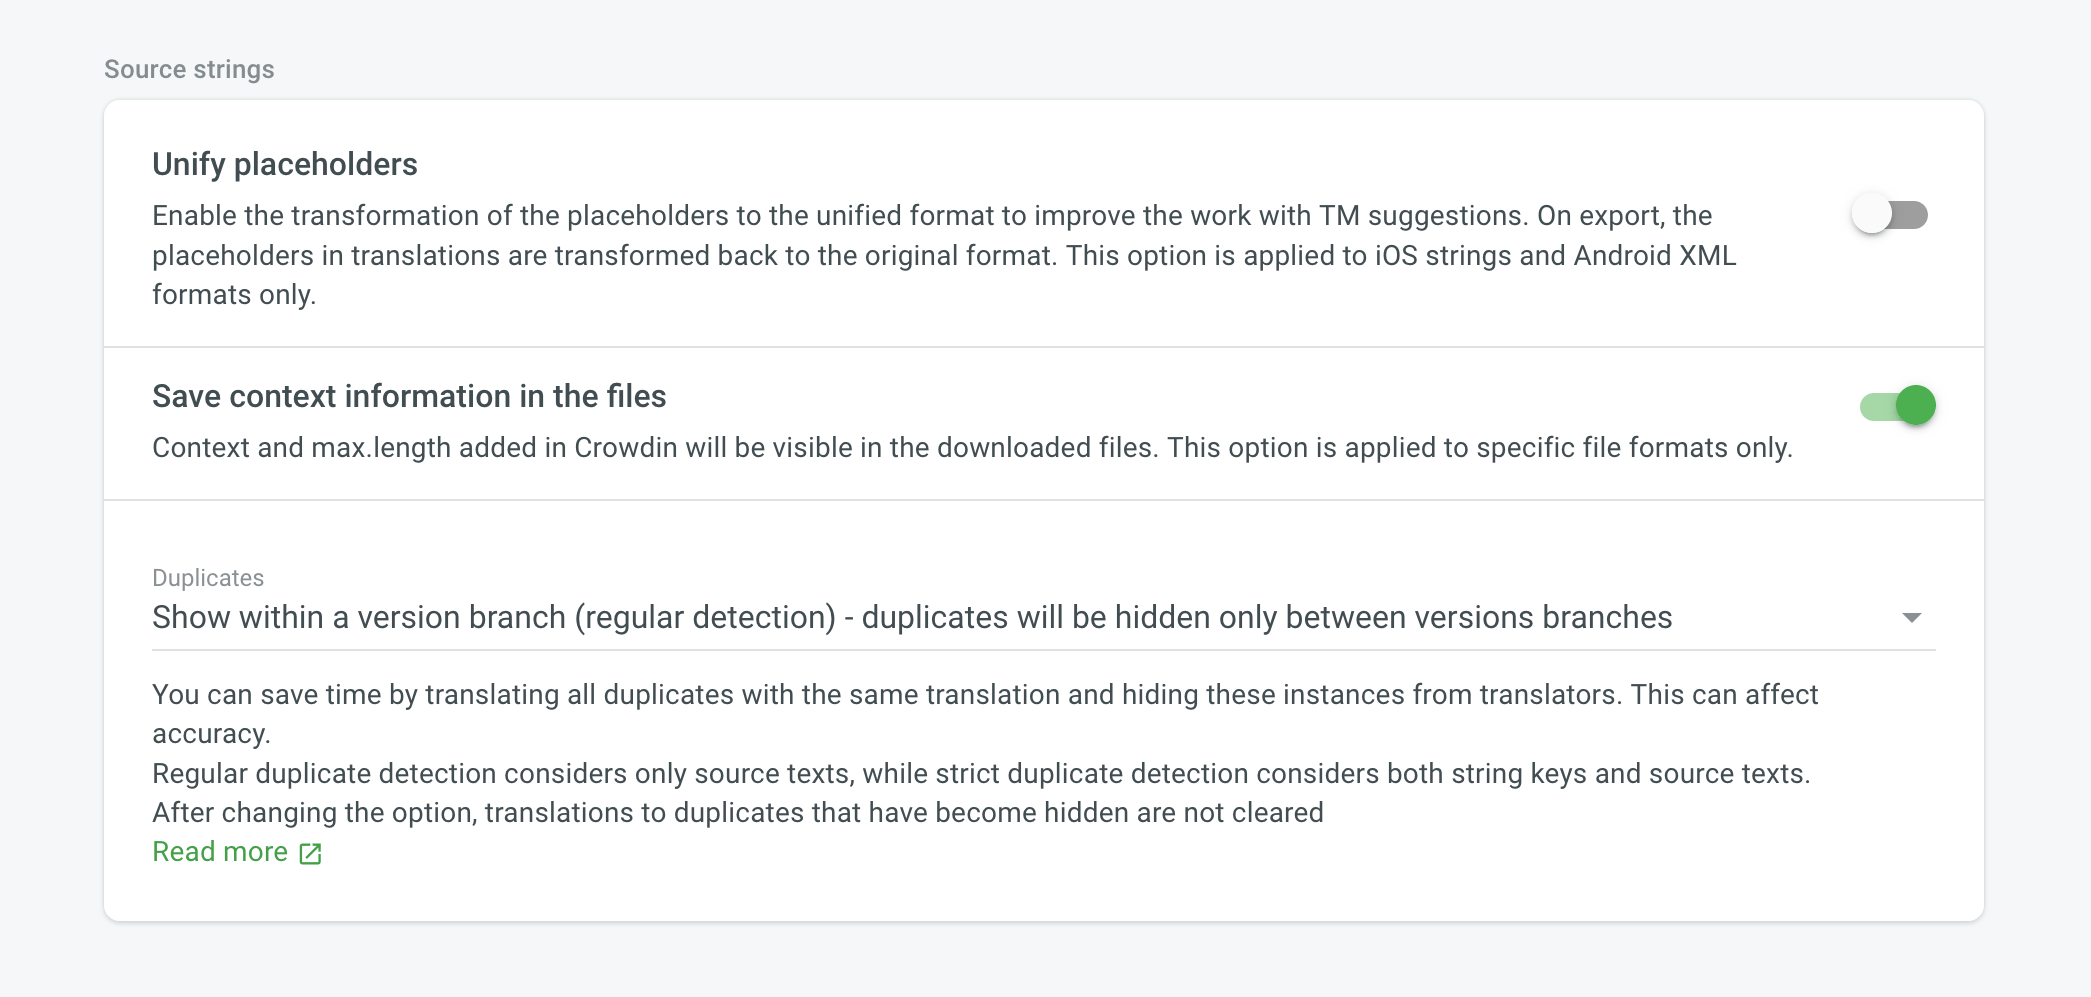 Source strings
Unify placeholders
Enable the transformation of the placeholders to the unified format to improve the work with TM suggestions. On export, the
placeholders in translations are transformed back to the original format. This option is applied to iOS strings and Android XML
formats only.
Save context information in the files
Context and max.length added in Crowdin will be visible in the downloaded files. This option is applied to specific file formats only.
Duplicates
Show within a version branch (regular detection) - duplicates will be hidden only between versions branches
You can save time by translating all duplicates with the same translation and hiding these instances from translators. This can affect
accuracy.
Regular duplicate detection considers only source texts, while strict duplicate detection considers both string keys and source texts.
After changing the option, translations to duplicates that have become hidden are not cleared
Read more